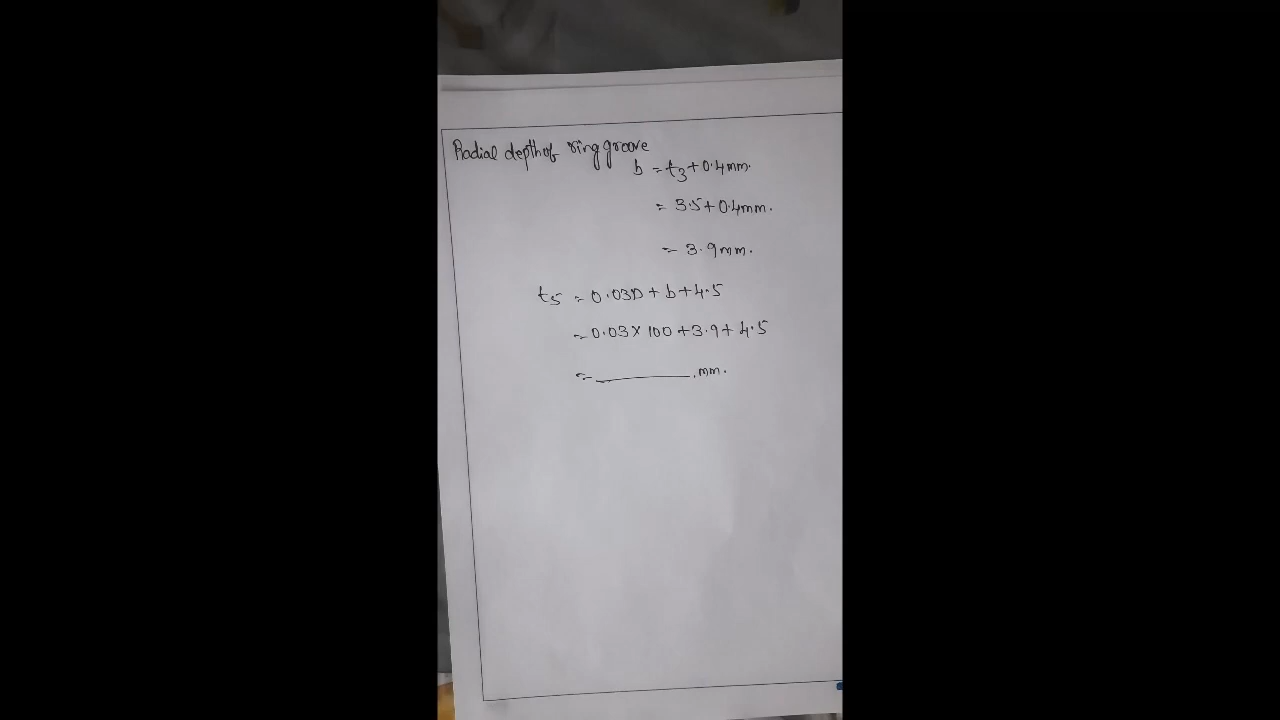 Radial depth of ring groove
b = t3 + 0.4mm.
= 3.5 + 0.4mm.
= 3.9mm.
t5 = 0.03D + b + 4.5
= 0.03 × 100 + 3.9 + 4.5
= ________ . mm.